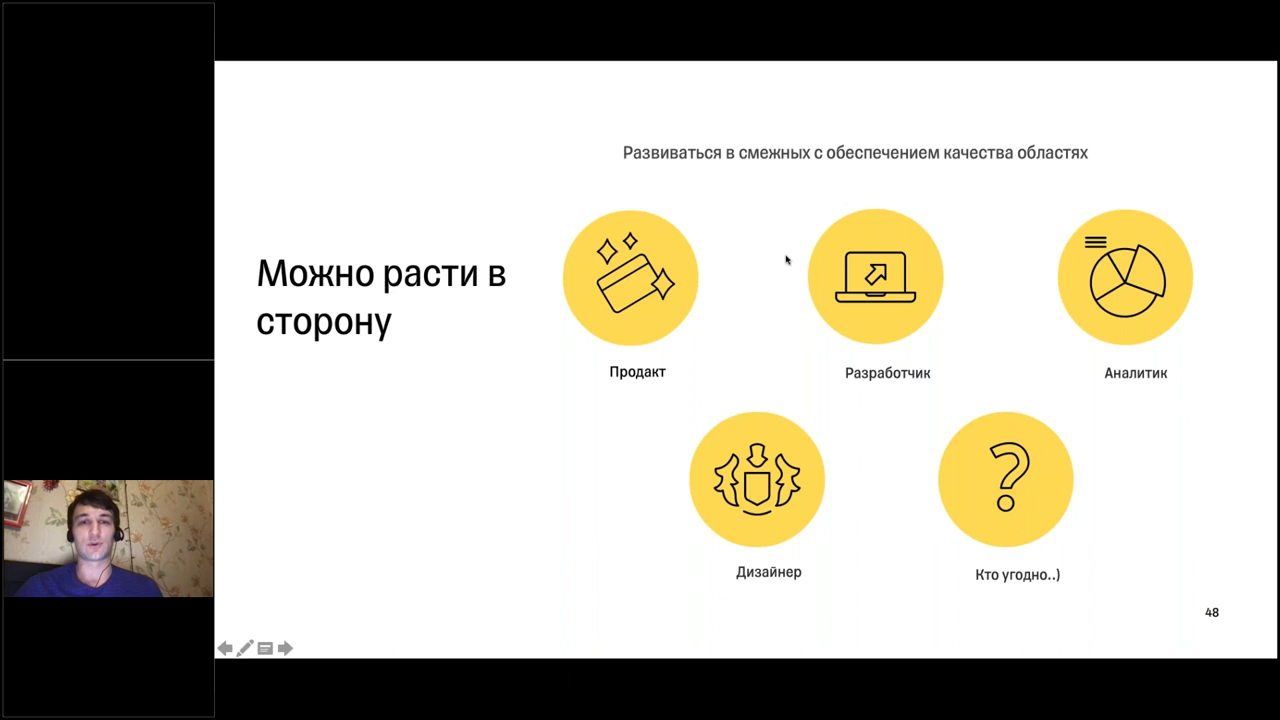 Развиваться в смежных с обеспечением качества областях
Можно расти в
сторону
Продакт
Разработчик
Аналитик
Дизайнер
Кто угодно..)
48